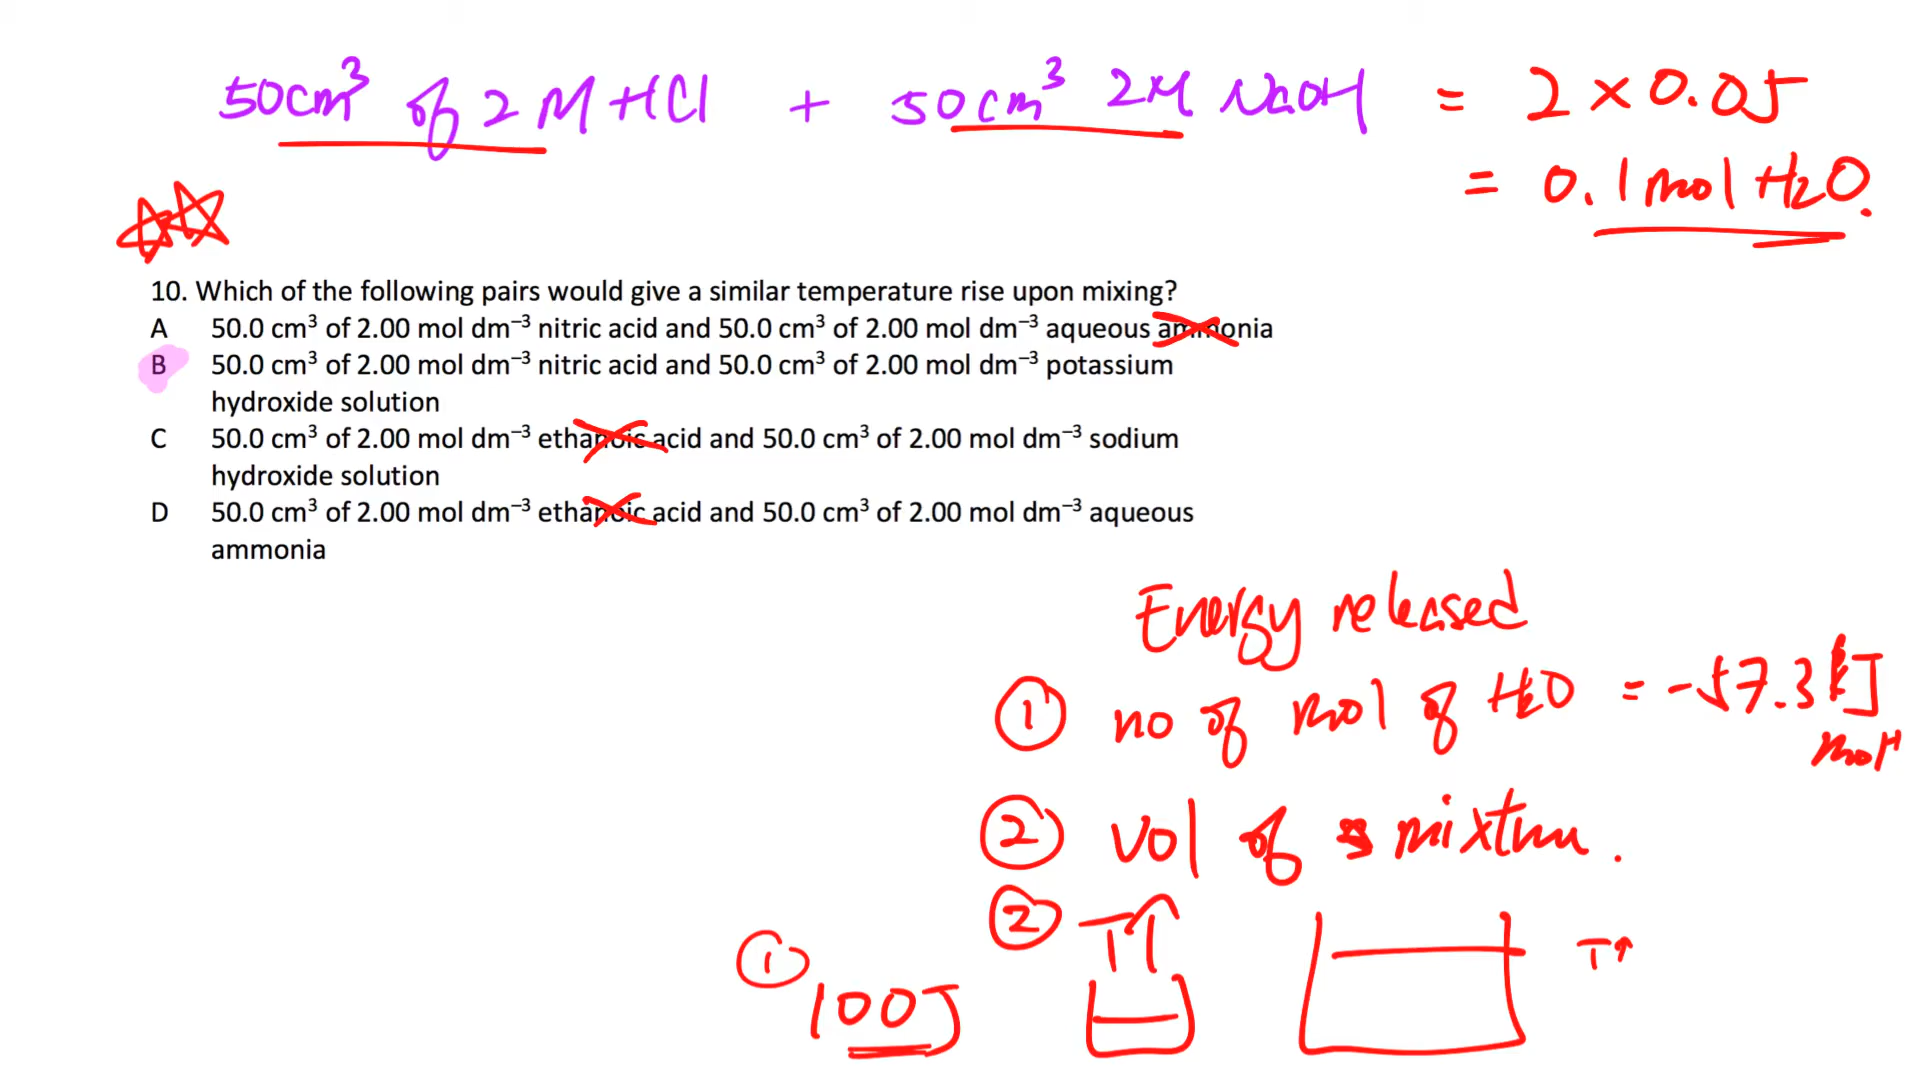 50cm³ of 2 M HCl + 50cm³ 2M NaOH = 2 × 0.05
= 0.1 mol H₂O.
10. Which of the following pairs would give a similar temperature rise upon mixing?
A 50.0 cm³ of 2.00 mol dm⁻³ nitric acid and 50.0 cm³ of 2.00 mol dm⁻³ aqueous ammonia
B 50.0 cm³ of 2.00 mol dm⁻³ nitric acid and 50.0 cm³ of 2.00 mol dm⁻³ potassium
hydroxide solution
C 50.0 cm³ of 2.00 mol dm⁻³ ethanoic acid and 50.0 cm³ of 2.00 mol dm⁻³ sodium
hydroxide solution
D 50.0 cm³ of 2.00 mol dm⁻³ ethanoic acid and 50.0 cm³ of 2.00 mol dm⁻³ aqueous
ammonia
Energy released
① no of mol of H₂O = -57.3 kJ
mol⁻¹
② vol of mixture.
② T↑ T↑
① 100J